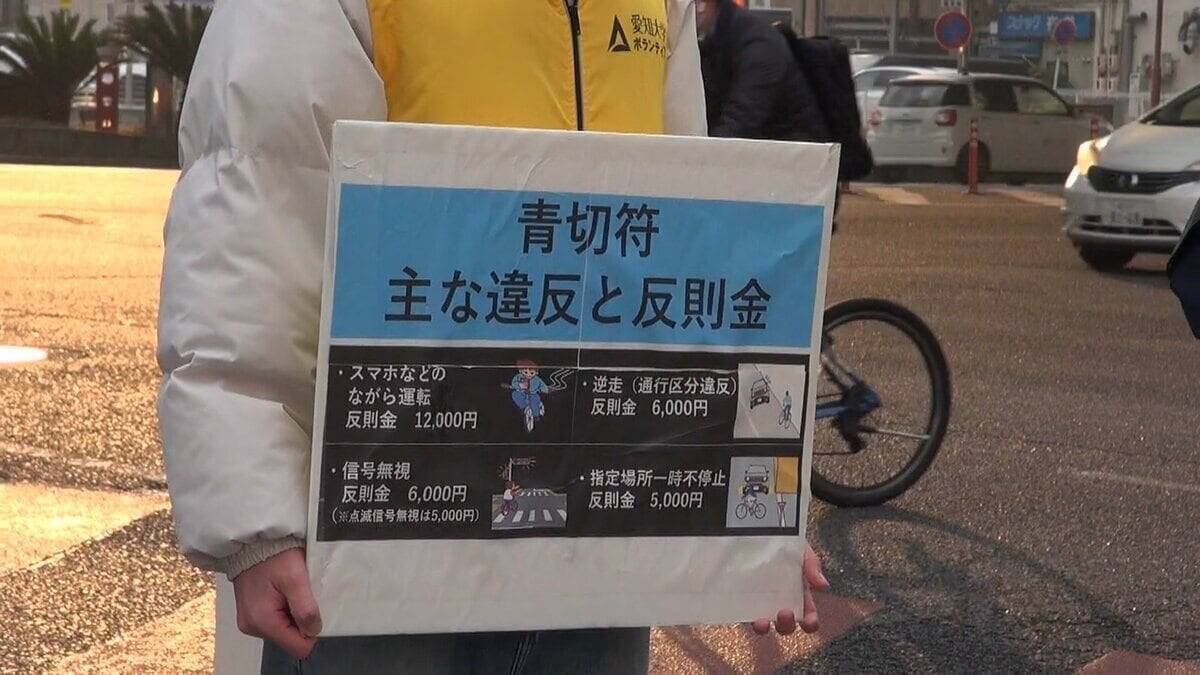 愛知大学
ボランティ
青切符
主な違反と反則金
・スマホなどの
ながら運転
反則金 12,000円
・逆走（通行区分違反）
反則金 6,000円
・信号無視
反則金 6,000円
（※点滅信号無視は5,000円）
・指定場所一時不停止
反則金 5,000円
スナック